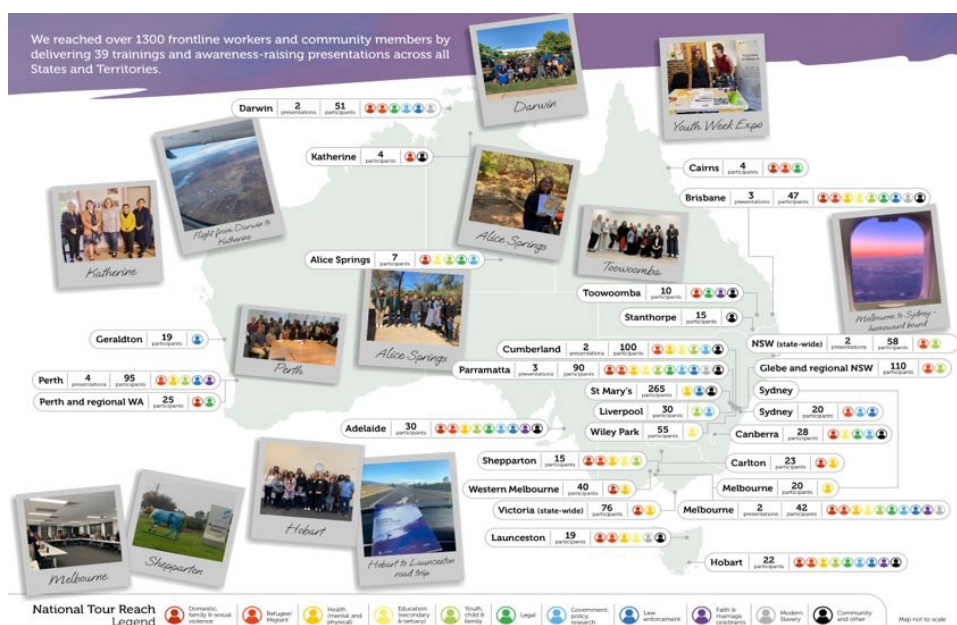 We reached over 1300 frontline workers and community members by
delivering 39 trainings and awareness-raising presentations across all
States and Territories.
Darwin
Youth Week Expo
Darwin 2 presentations 51 participants
Katherine 4 participants
Cairns 4 participants
Brisbane 3 presentations 47 participants
Flight from Darwin to
Katherine
Katherine
Alice Springs
Toowoomba
Alice Springs 7 participants
Toowoomba 10 participants
Stanthorpe 15 participants
Melbourne to Sydney -
homeward bound
Geraldton 19 participants
Perth
Alice Springs
Cumberland 2 presentations 100 participants
NSW (state-wide) 2 presentations 58 participants
Perth 4 presentations 95 participants
Parramatta 3 presentations 90 participants
Glebe and regional NSW 110 participants
St Mary's 265 participants
Sydney
Perth and regional WA 25 participants
Liverpool 30 participants
Sydney 20 participants
Adelaide 30 participants
Wiley Park 55 participants
Canberra 28 participants
Shepparton 15 participants
Carlton 23 participants
Western Melbourne 40 participants
Melbourne 20 participants
Victoria (state-wide) 76 participants
Melbourne 2 presentations 42 participants
Launceston 19 participants
Hobart 22 participants
Melbourne
Shepparton
Hobart
Hobart to Launceston
road trip
National Tour Reach
Legend
Domestic,
family & sexual
violence
Refugee/
Migrant
Health
(mental and
physical)
Education
(secondary
& tertiary)
Youth,
child &
family
Legal
Government,
policy,
research
Law
enforcement
Faith &
marriage
celebrants
Modern
Slavery
Community
and other
Map not to scale